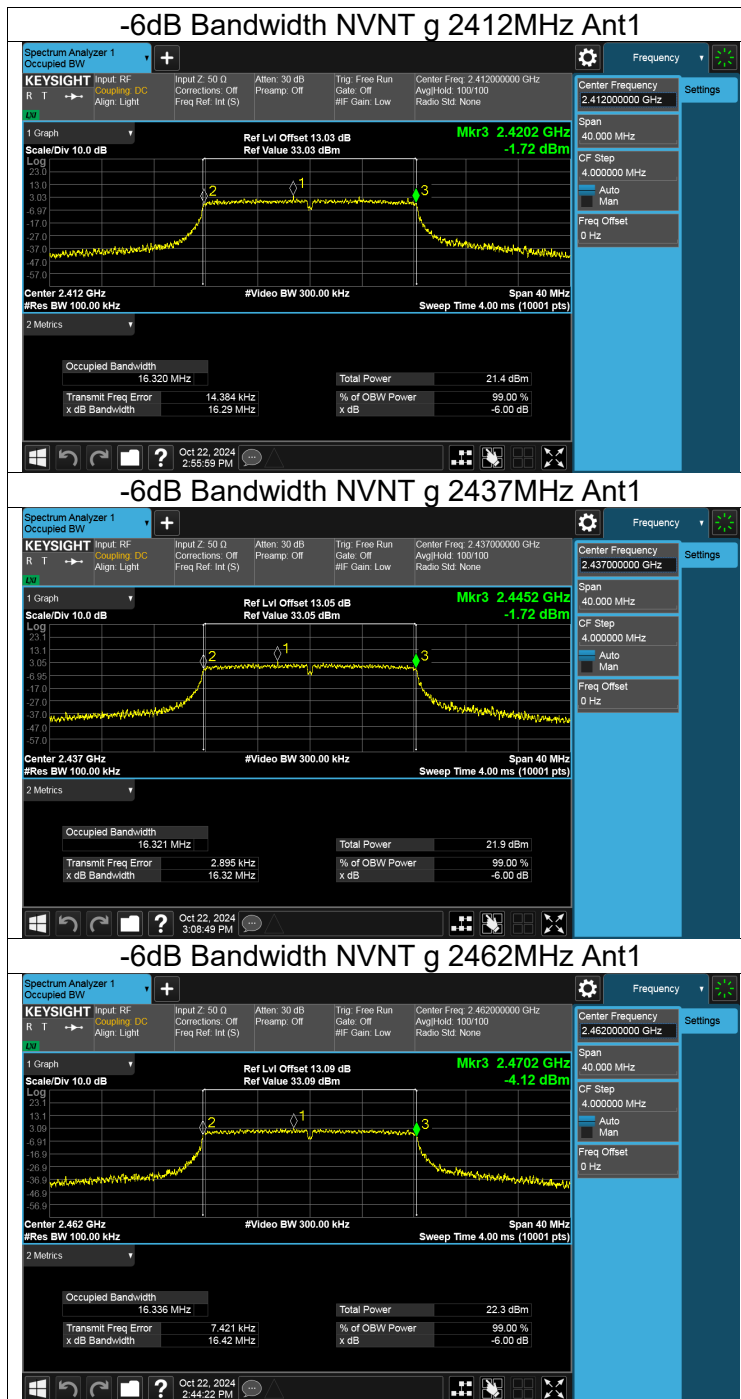 -6dB Bandwidth NVNT g 2412MHz Ant1
Spectrum Analyzer 1
Occupied BW
Frequency
KEYSIGHT Input: RF Input Z: 50 Ω Atten: 30 dB Trig: Free Run Center Freq: 2.412000000 GHz
R T Coupling: DC Corrections: Off Preamp: Off Gate: Off Avg|Hold: 100/100
Align: Light Freq Ref: Int (S) #IF Gain: Low Radio Std: None
LXI
Center Frequency
2.412000000 GHz
Settings
Span
40.000 MHz
CF Step
4.000000 MHz
Auto
Man
Freq Offset
0 Hz
1 Graph Ref Lvl Offset 13.03 dB Mkr3 2.4202 GHz
Scale/Div 10.0 dB Ref Value 33.03 dBm -1.72 dBm
Log
23.0
13.0
3.03
-6.97
-17.0
-27.0
-37.0
-47.0
-57.0
2 1 3
Center 2.412 GHz #Video BW 300.00 kHz Span 40 MHz
#Res BW 100.00 kHz Sweep Time 4.00 ms (10001 pts)
2 Metrics
Occupied Bandwidth
16.320 MHz Total Power 21.4 dBm
Transmit Freq Error 14.384 kHz % of OBW Power 99.00 %
x dB Bandwidth 16.29 MHz x dB -6.00 dB
? Oct 22, 2024
2:55:59 PM
-6dB Bandwidth NVNT g 2437MHz Ant1
Spectrum Analyzer 1
Occupied BW
Frequency
KEYSIGHT Input: RF Input Z: 50 Ω Atten: 30 dB Trig: Free Run Center Freq: 2.437000000 GHz
R T Coupling: DC Corrections: Off Preamp: Off Gate: Off Avg|Hold: 100/100
Align: Light Freq Ref: Int (S) #IF Gain: Low Radio Std: None
LXI
Center Frequency
2.437000000 GHz
Settings
Span
40.000 MHz
CF Step
4.000000 MHz
Auto
Man
Freq Offset
0 Hz
1 Graph Ref Lvl Offset 13.05 dB Mkr3 2.4452 GHz
Scale/Div 10.0 dB Ref Value 33.05 dBm -1.72 dBm
Log
23.1
13.1
3.05
-6.95
-17.0
-27.0
-37.0
-47.0
-57.0
2 1 3
Center 2.437 GHz #Video BW 300.00 kHz Span 40 MHz
#Res BW 100.00 kHz Sweep Time 4.00 ms (10001 pts)
2 Metrics
Occupied Bandwidth
16.321 MHz Total Power 21.9 dBm
Transmit Freq Error 2.895 kHz % of OBW Power 99.00 %
x dB Bandwidth 16.32 MHz x dB -6.00 dB
? Oct 22, 2024
3:08:49 PM
-6dB Bandwidth NVNT g 2462MHz Ant1
Spectrum Analyzer 1
Occupied BW
Frequency
KEYSIGHT Input: RF Input Z: 50 Ω Atten: 30 dB Trig: Free Run Center Freq: 2.462000000 GHz
R T Coupling: DC Corrections: Off Preamp: Off Gate: Off Avg|Hold: 100/100
Align: Light Freq Ref: Int (S) #IF Gain: Low Radio Std: None
LXI
Center Frequency
2.462000000 GHz
Settings
Span
40.000 MHz
CF Step
4.000000 MHz
Auto
Man
Freq Offset
0 Hz
1 Graph Ref Lvl Offset 13.09 dB Mkr3 2.4702 GHz
Scale/Div 10.0 dB Ref Value 33.09 dBm -4.12 dBm
Log
23.1
13.1
3.09
-6.91
-16.9
-26.9
-36.9
-46.9
-56.9
2 1 3
Center 2.462 GHz #Video BW 300.00 kHz Span 40 MHz
#Res BW 100.00 kHz Sweep Time 4.00 ms (10001 pts)
2 Metrics
Occupied Bandwidth
16.336 MHz Total Power 22.3 dBm
Transmit Freq Error 7.421 kHz % of OBW Power 99.00 %
x dB Bandwidth 16.42 MHz x dB -6.00 dB
? Oct 22, 2024
2:44:22 PM